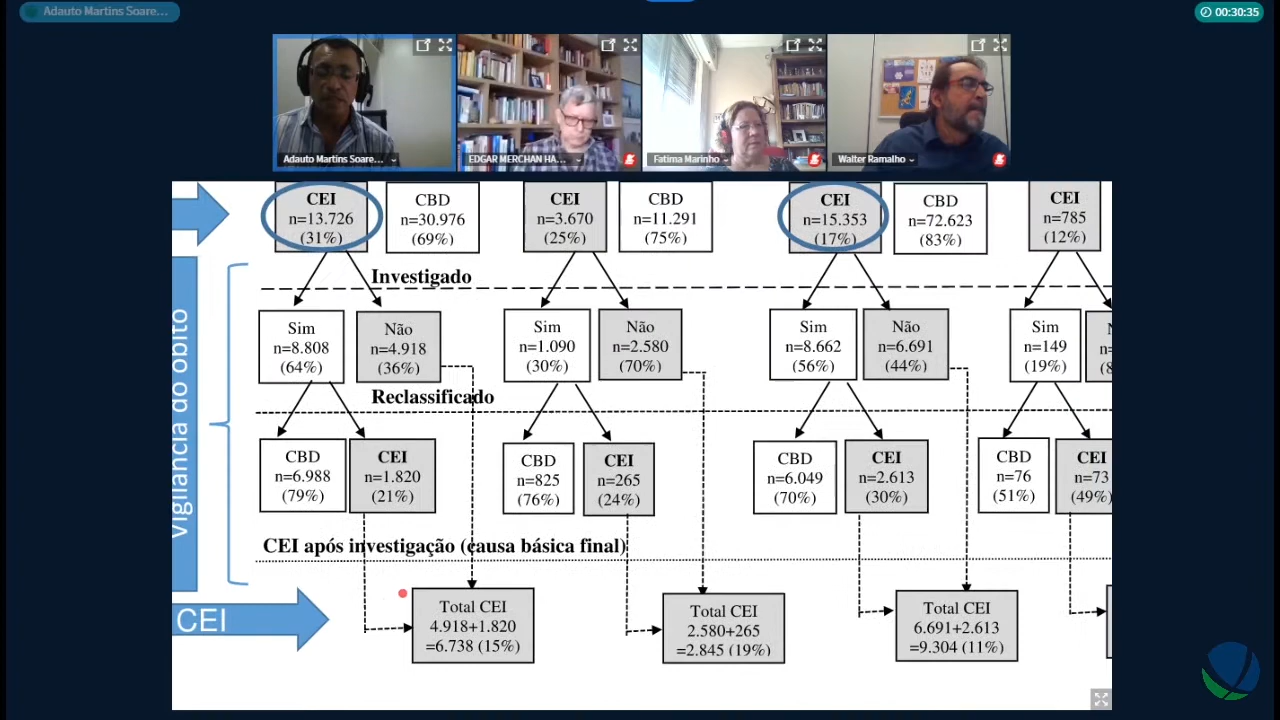 Adauto Martins Soare...
00:30:35
Adauto Martins Soare...
EDGAR MERCHAN HA...
Fatima Marinho
Walter Ramalho
CEI
n=13.726
(31%)
CBD
n=30.976
(69%)
CEI
n=3.670
(25%)
CBD
n=11.291
(75%)
CEI
n=15.353
(17%)
CBD
n=72.623
(83%)
CEI
n=785
(12%)
Investigado
Sim
n=8.808
(64%)
Não
n=4.918
(36%)
Sim
n=1.090
(30%)
Não
n=2.580
(70%)
Sim
n=8.662
(56%)
Não
n=6.691
(44%)
Sim
n=149
(19%)
N
n=
(8
Reclassificado
CBD
n=6.988
(79%)
CEI
n=1.820
(21%)
CBD
n=825
(76%)
CEI
n=265
(24%)
CBD
n=6.049
(70%)
CEI
n=2.613
(30%)
CBD
n=76
(51%)
CEI
n=73
(49%)
Vigilância do óbito
CEI após investigação (causa básica final)
CEI
Total CEI
4.918+1.820
=6.738 (15%)
Total CEI
2.580+265
=2.845 (19%)
Total CEI
6.691+2.613
=9.304 (11%)